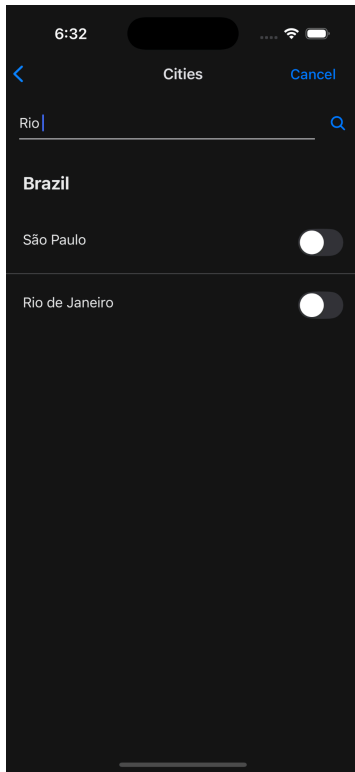 6:32
Cities
Cancel
Rio
Brazil
São Paulo
Rio de Janeiro